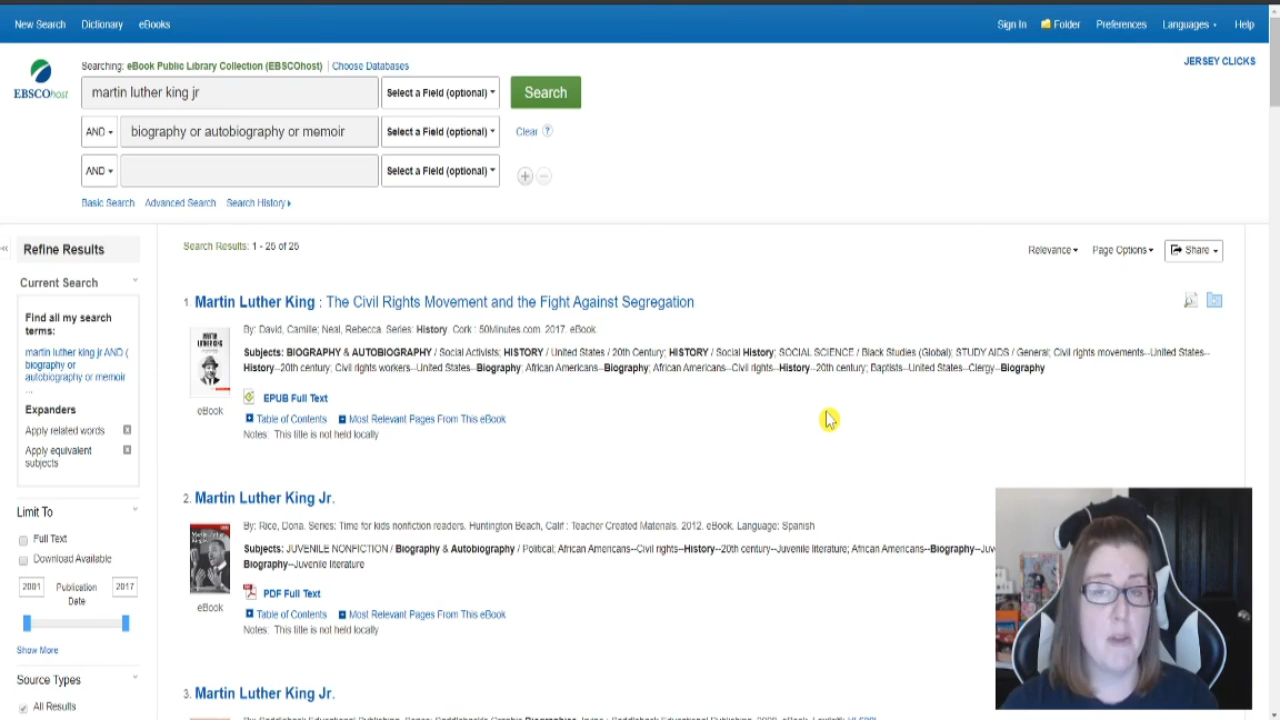 New Search Dictionary eBooks
Sign In Folder Preferences Languages Help
JERSEY CLICKS
EBSCOhost
Searching: eBook Public Library Collection (EBSCOhost) Choose Databases
martin luther king jr Select a Field (optional) Search
AND biography or autobiography or memoir Select a Field (optional) Clear ?
AND Select a Field (optional)
Basic Search Advanced Search Search History
Refine Results
Current Search
Find all my search
terms:
martin luther king jr AND (
biography or
autobiography or memoir
...
Expanders
Apply related words
Apply equivalent
subjects
Limit To
Full Text
Download Available
2001 Publication Date 2017
Show More
Source Types
All Results
Search Results: 1 - 25 of 25
Relevance Page Options Share
1. Martin Luther King : The Civil Rights Movement and the Fight Against Segregation
By: David, Camille; Neal, Rebecca. Series: History. Cork : 50Minutes.com. 2017. eBook.
Subjects: BIOGRAPHY & AUTOBIOGRAPHY / Social Activists; HISTORY / United States / 20th Century; HISTORY / Social History; SOCIAL SCIENCE / Black Studies (Global); STUDY AIDS / General; Civil rights movements--United States--
History--20th century; Civil rights workers--United States--Biography; African Americans--Biography; African Americans--Civil rights--History--20th century; Baptists--United States--Clergy--Biography
eBook
EPUB Full Text
Table of Contents Most Relevant Pages From This eBook
Notes: This title is not held locally
2. Martin Luther King Jr.
By: Rice, Dona. Series: Time for kids nonfiction readers. Huntington Beach, Calif : Teacher Created Materials. 2012. eBook. Language: Spanish
Subjects: JUVENILE NONFICTION / Biography & Autobiography / Political; African Americans--Civil rights--History--20th century--Juvenile literature; African Americans--Biography--Juv
Biography--Juvenile literature
eBook
PDF Full Text
Table of Contents Most Relevant Pages From This eBook
Notes: This title is not held locally
3. Martin Luther King Jr.